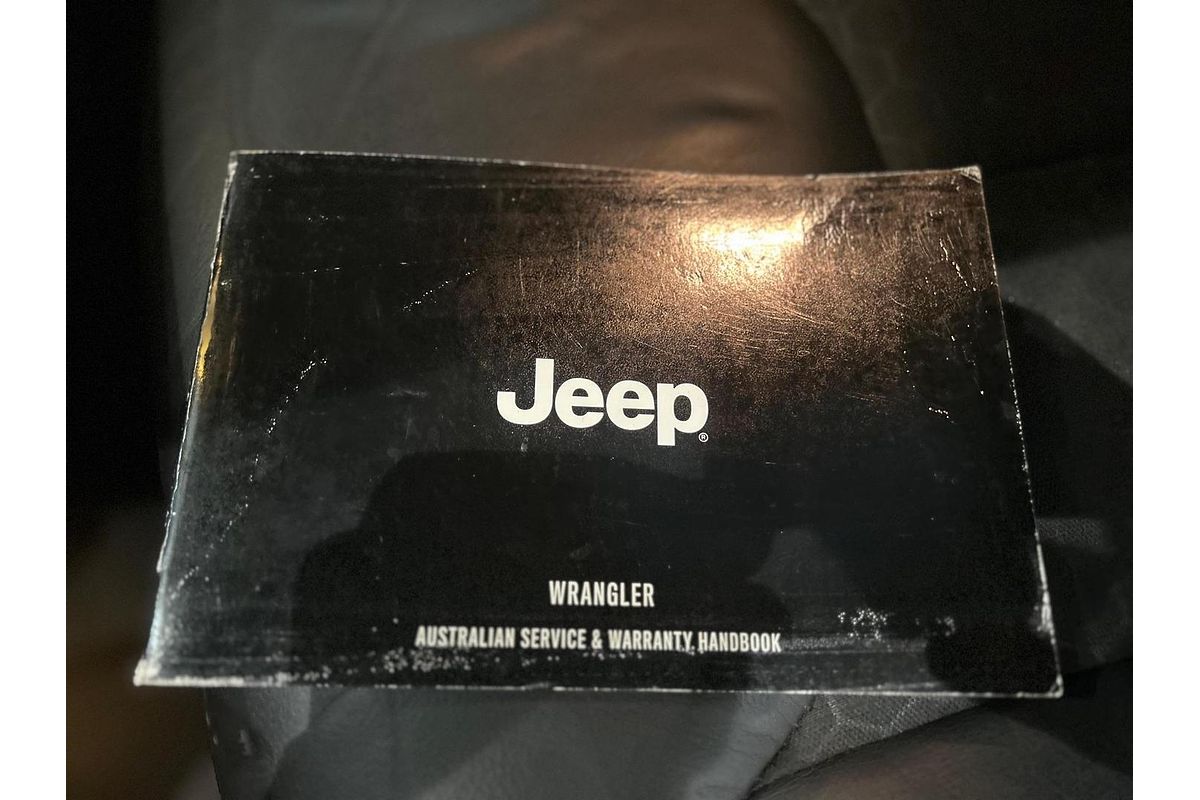 Jeep®
WRANGLER
AUSTRALIAN SERVICE & WARRANTY HANDBOOK